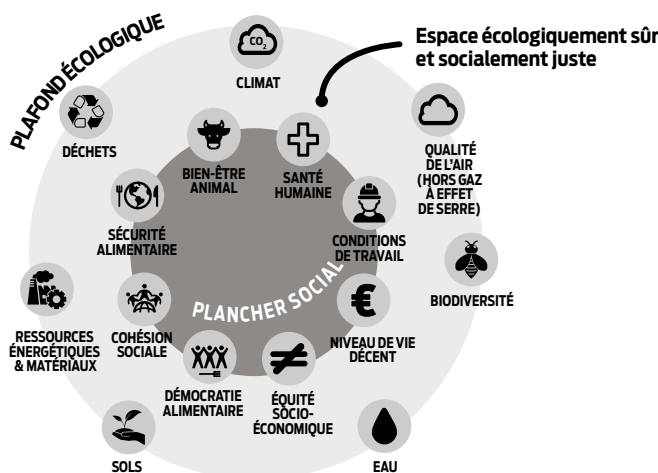 PLAFOND ÉCOLOGIQUE
CO2
CLIMAT
Espace écologiquement sûr
et socialement juste
DÉCHETS
BIEN-ÊTRE
ANIMAL
SANTÉ
HUMAINE
QUALITÉ
DE L'AIR
(HORS GAZ
À EFFET
DE SERRE)
SÉCURITÉ
ALIMENTAIRE
CONDITIONS
DE TRAVAIL
BIODIVERSITÉ
PLANCHER SOCIAL
RESSOURCES
ÉNERGÉTIQUES
& MATÉRIAUX
COHÉSION
SOCIALE
€
NIVEAU DE VIE
DÉCENT
DÉMOCRATIE
ALIMENTAIRE
ÉQUITÉ
SOCIO-
ÉCONOMIQUE
SOLS
EAU